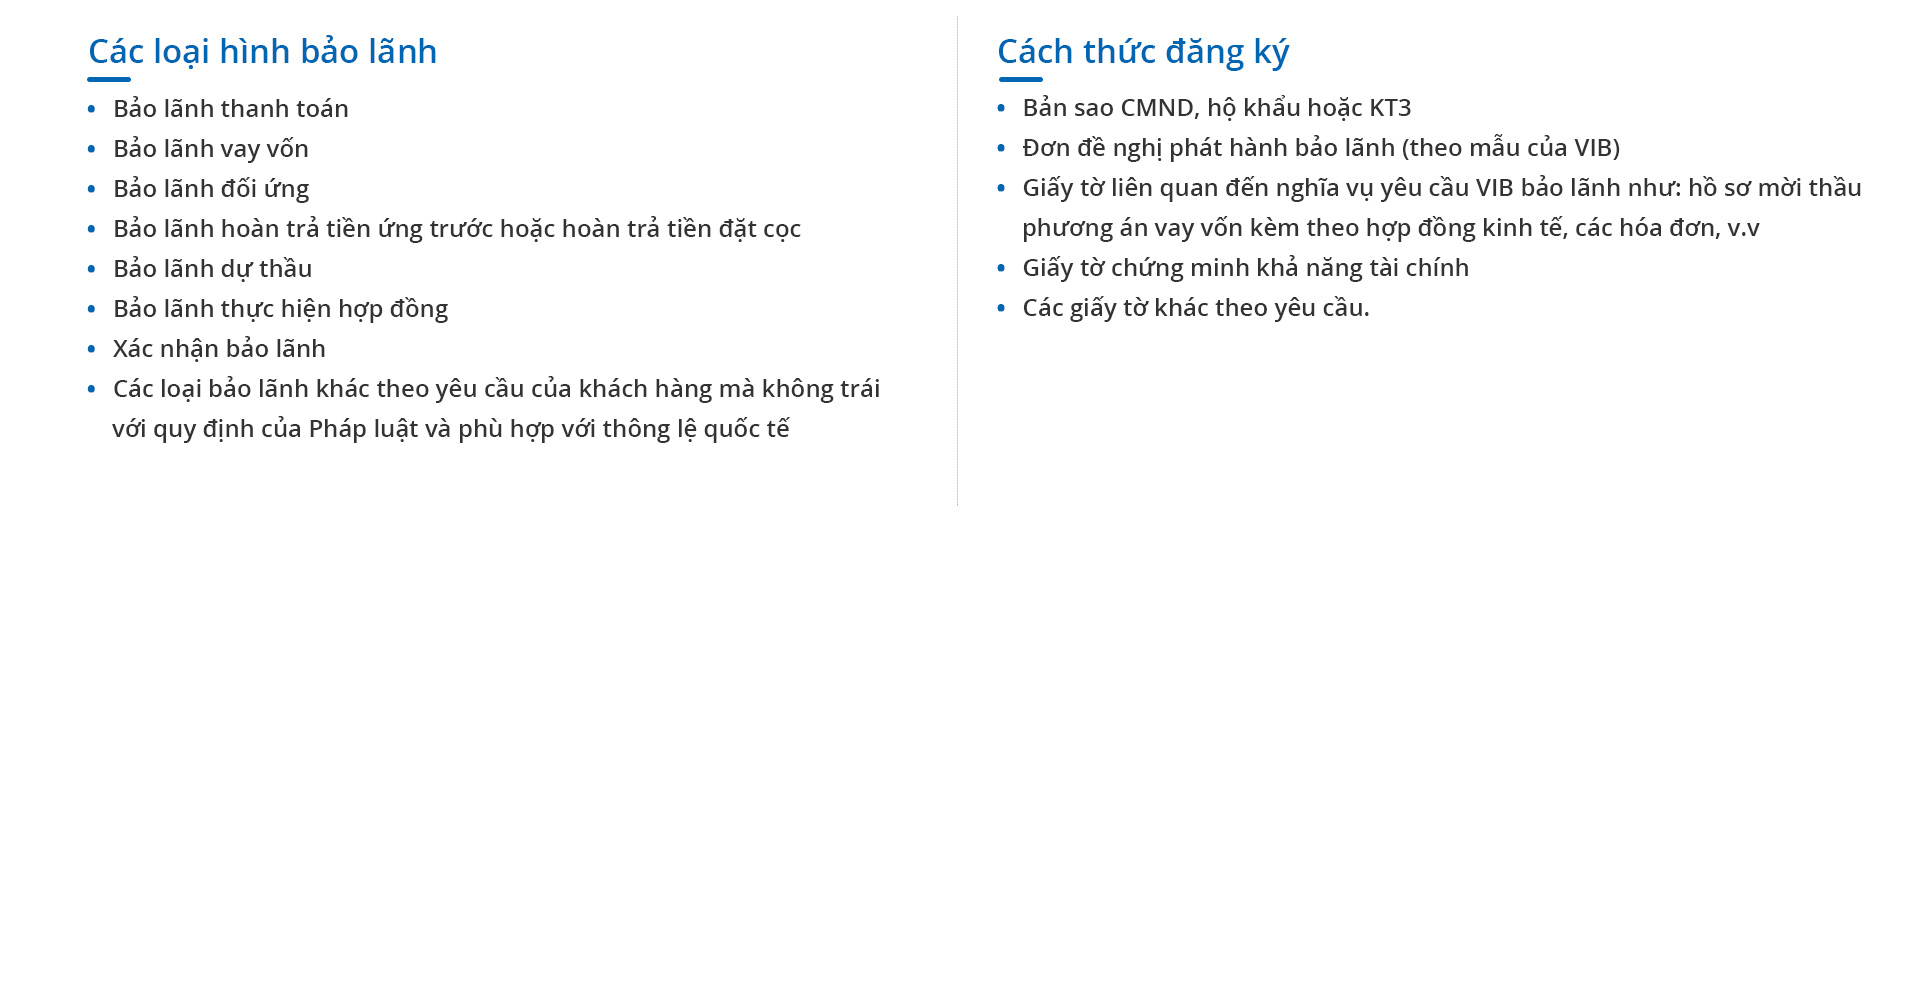 Các loại hình bảo lãnh
Bảo lãnh thanh toán
Bảo lãnh vay vốn
Bảo lãnh đối ứng
Bảo lãnh hoàn trả tiền ứng trước hoặc hoàn trả tiền đặt cọc
Bảo lãnh dự thầu
Bảo lãnh thực hiện hợp đồng
Xác nhận bảo lãnh
Các loại bảo lãnh khác theo yêu cầu của khách hàng mà không trái
với quy định của Pháp luật và phù hợp với thông lệ quốc tế
Cách thức đăng ký
Bản sao CMND, hộ khẩu hoặc KT3
Đơn đề nghị phát hành bảo lãnh (theo mẫu của VIB)
Giấy tờ liên quan đến nghĩa vụ yêu cầu VIB bảo lãnh như: hồ sơ mời thầu
phương án vay vốn kèm theo hợp đồng kinh tế, các hóa đơn, v.v
Giấy tờ chứng minh khả năng tài chính
Các giấy tờ khác theo yêu cầu.